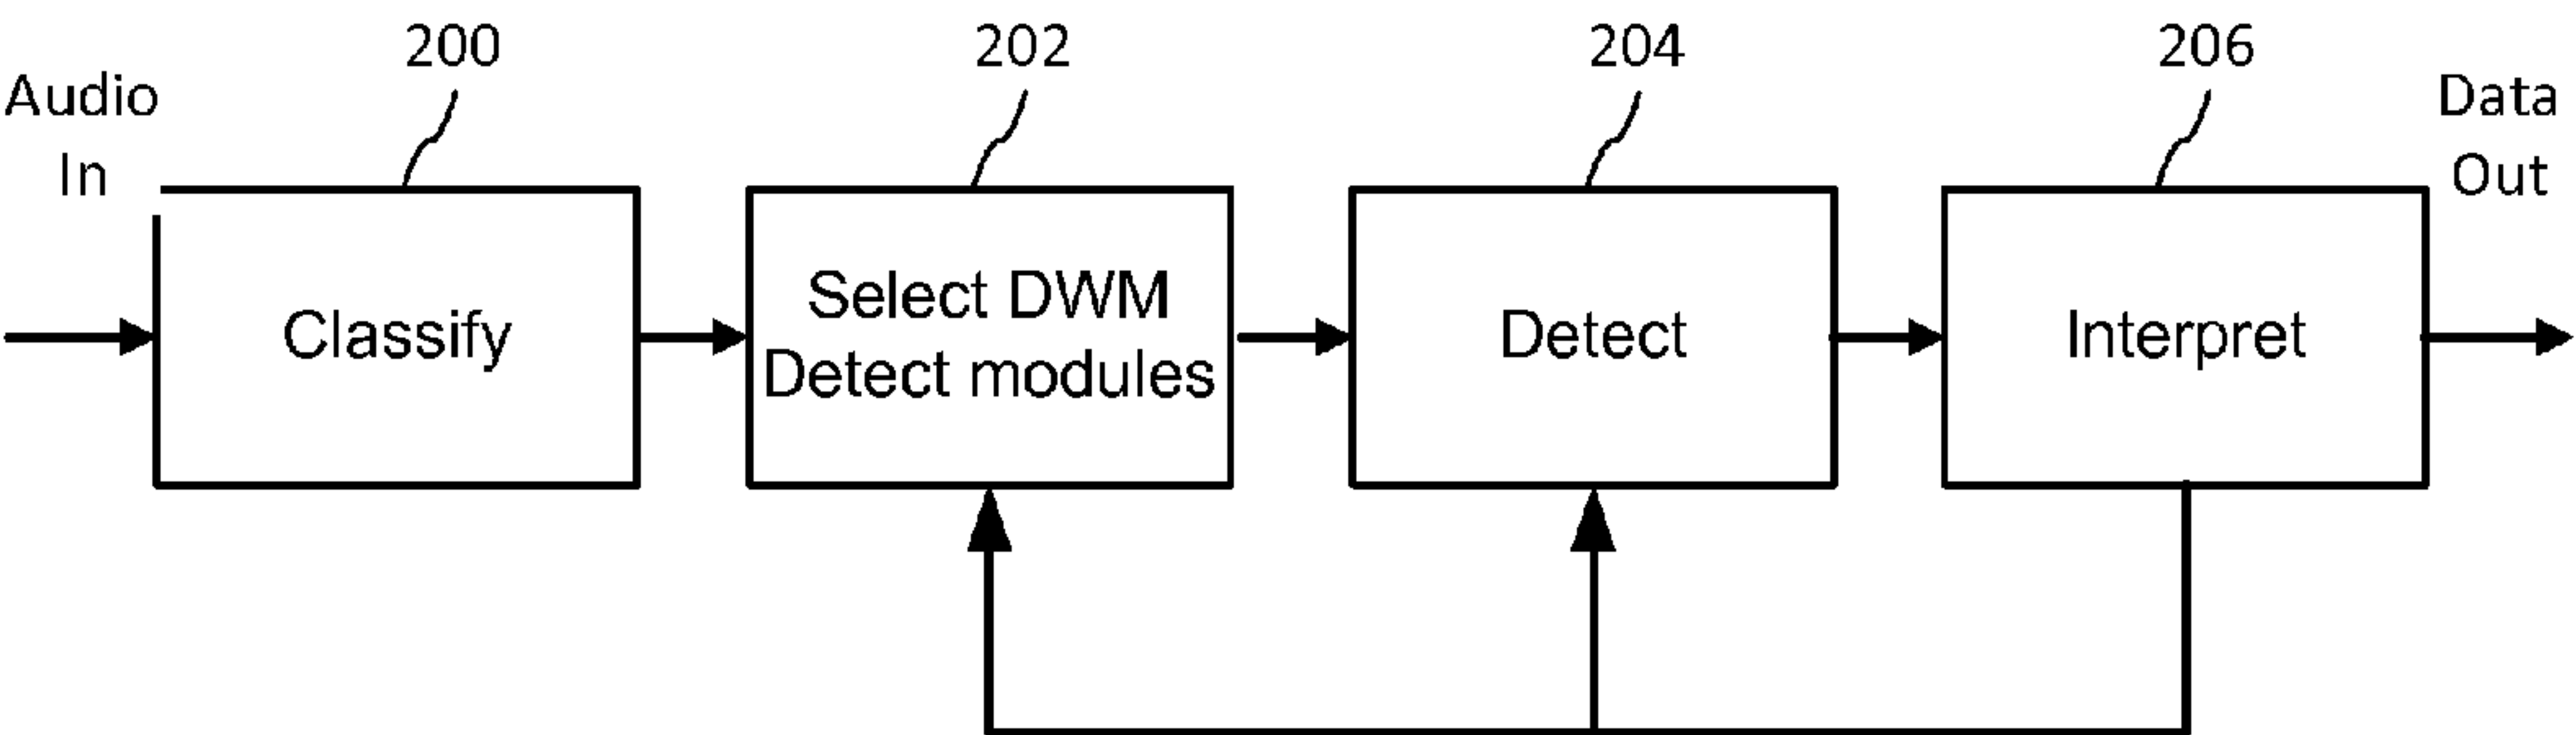 200
202
204
206
Audio
In
Data
Out
Classify
Select DWM
Detect modules
Detect
Interpret